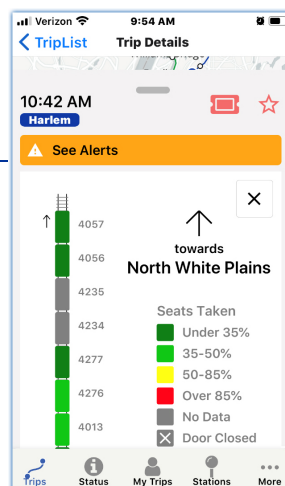 Verizon 9:54 AM
TripList Trip Details
10:42 AM
Harlem
See Alerts
4057
4056
4235
4234
4277
4276
4013
towards
North White Plains
Seats Taken
Under 35%
35-50%
50-85%
Over 85%
No Data
Door Closed
Trips Status My Trips Stations More